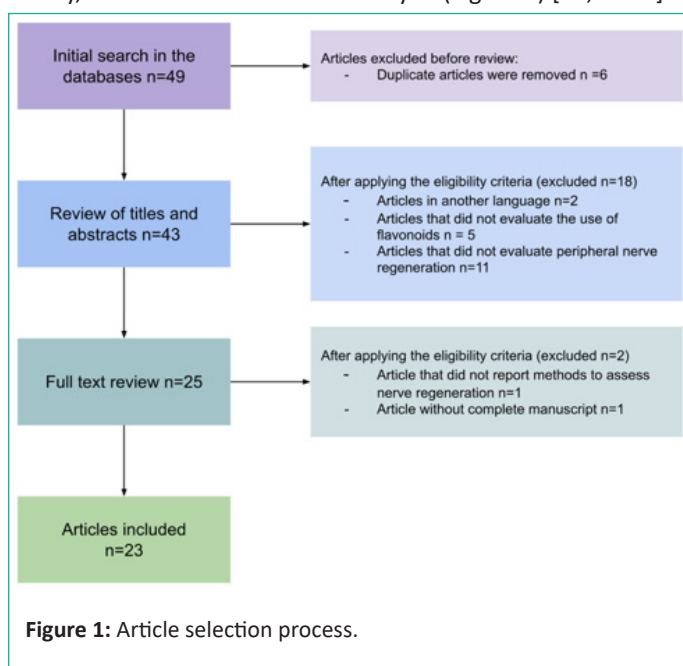 Initial search in the
databases n=49
Articles excluded before review:
- Duplicate articles were removed n =6
Review of titles and
abstracts n=43
After applying the eligibility criteria (excluded n=18)
- Articles in another language n=2
- Articles that did not evaluate the use of
flavonoids n = 5
- Articles that did not evaluate peripheral nerve
regeneration n=11
Full text review n=25
After applying the eligibility criteria (excluded n=2)
- Article that did not report methods to assess
nerve regeneration n=1
- Article without complete manuscript n=1
Articles included
n=23
Figure 1: Article selection process.